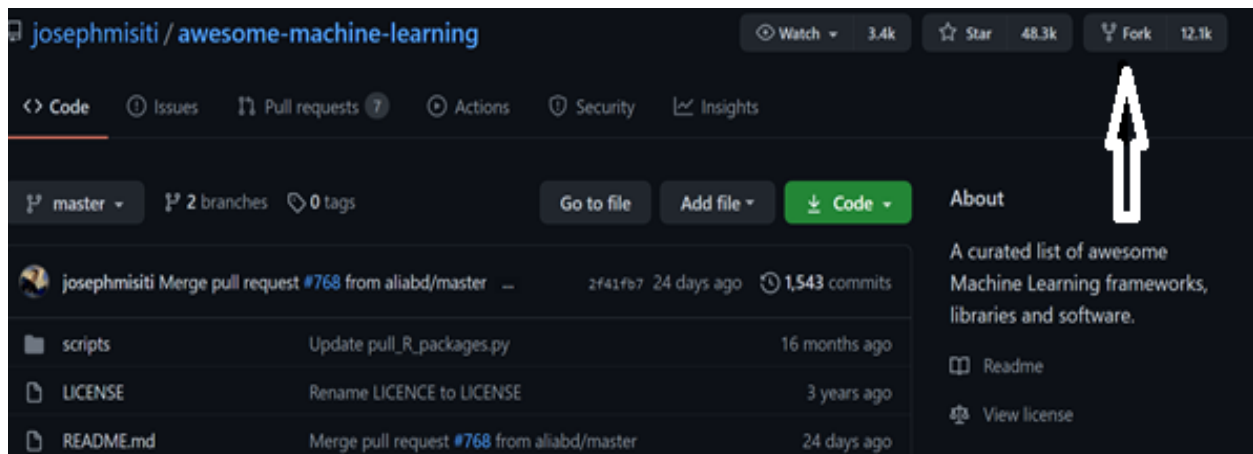 josephmisiti / awesome-machine-learning Watch 3.4k Star 48.3k Fork 12.1k
<> Code Issues Pull requests 7 Actions Security Insights
master 2 branches 0 tags Go to file Add file Code
About
A curated list of awesome
Machine Learning frameworks,
libraries and software.
Readme
View license
josephmisiti Merge pull request #768 from aliabd/master ... 2f41fb7 24 days ago 1,543 commits
scripts Update pull_R_packages.py 16 months ago
LICENSE Rename LICENCE to LICENSE 3 years ago
README.md Merge pull request #768 from aliabd/master 24 days ago